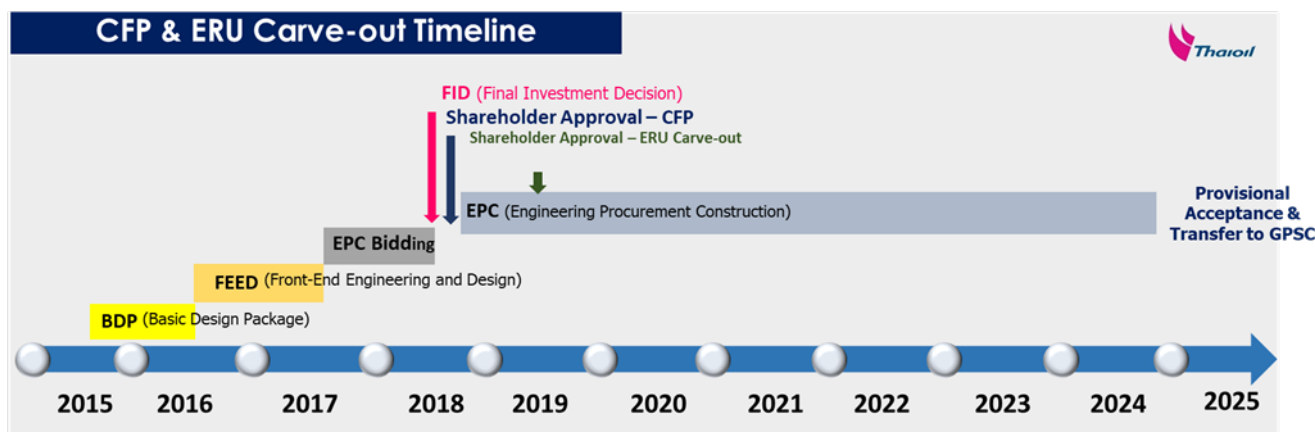 CFP & ERU Carve-out Timeline
Thaioil
FID (Final Investment Decision)
Shareholder Approval – CFP
Shareholder Approval – ERU Carve-out
EPC (Engineering Procurement Construction)
Provisional
Acceptance &
Transfer to GPSC
EPC Bidding
FEED (Front-End Engineering and Design)
BDP (Basic Design Package)
2015 2016 2017 2018 2019 2020 2021 2022 2023 2024 2025